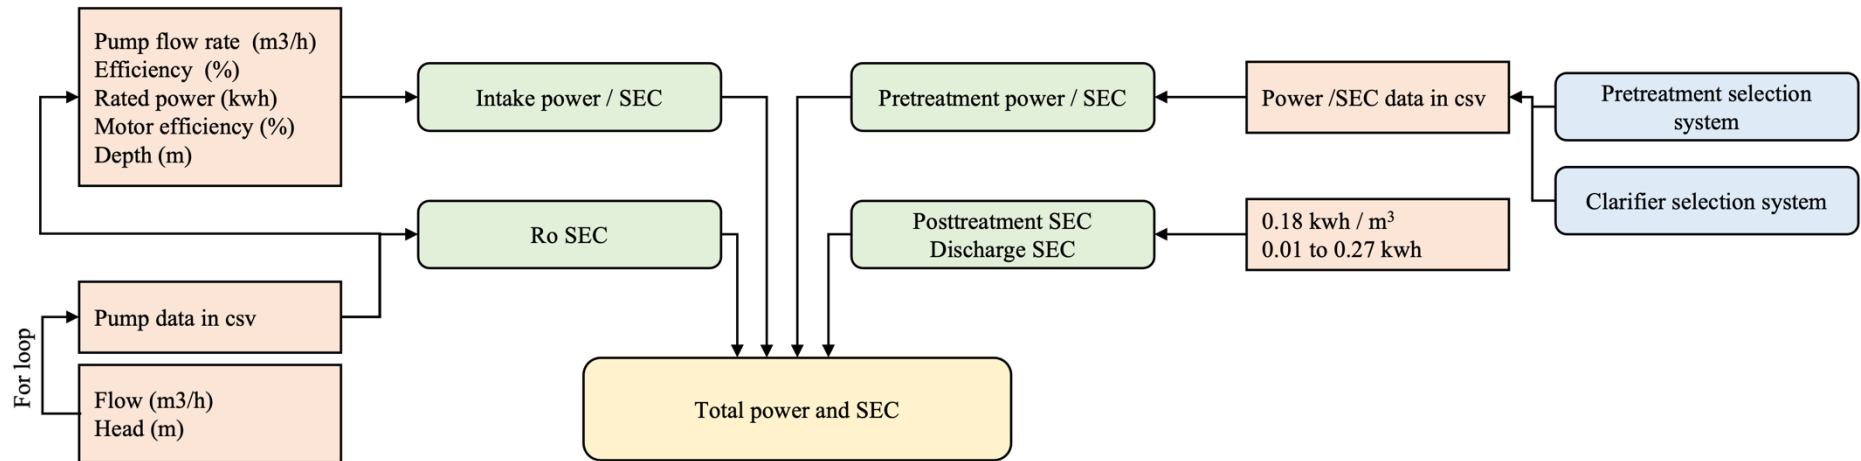 Pump flow rate (m3/h)
Efficiency (%)
Rated power (kwh)
Motor efficiency (%)
Depth (m)
Intake power / SEC
Pretreatment power / SEC
Power /SEC data in csv
Pretreatment selection
system
Clarifier selection system
Ro SEC
Posttreatment SEC
Discharge SEC
0.18 kwh / m³
0.01 to 0.27 kwh
Pump data in csv
For loop
Flow (m3/h)
Head (m)
Total power and SEC